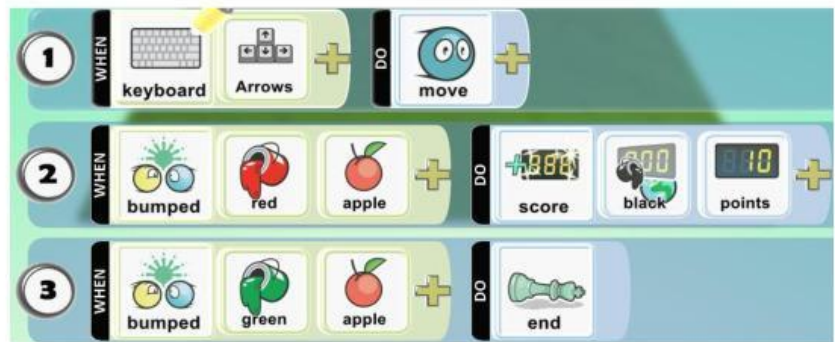 1 WHEN keyboard Arrows DO move
2 WHEN bumped red apple DO score black points 10
3 WHEN bumped green apple DO end